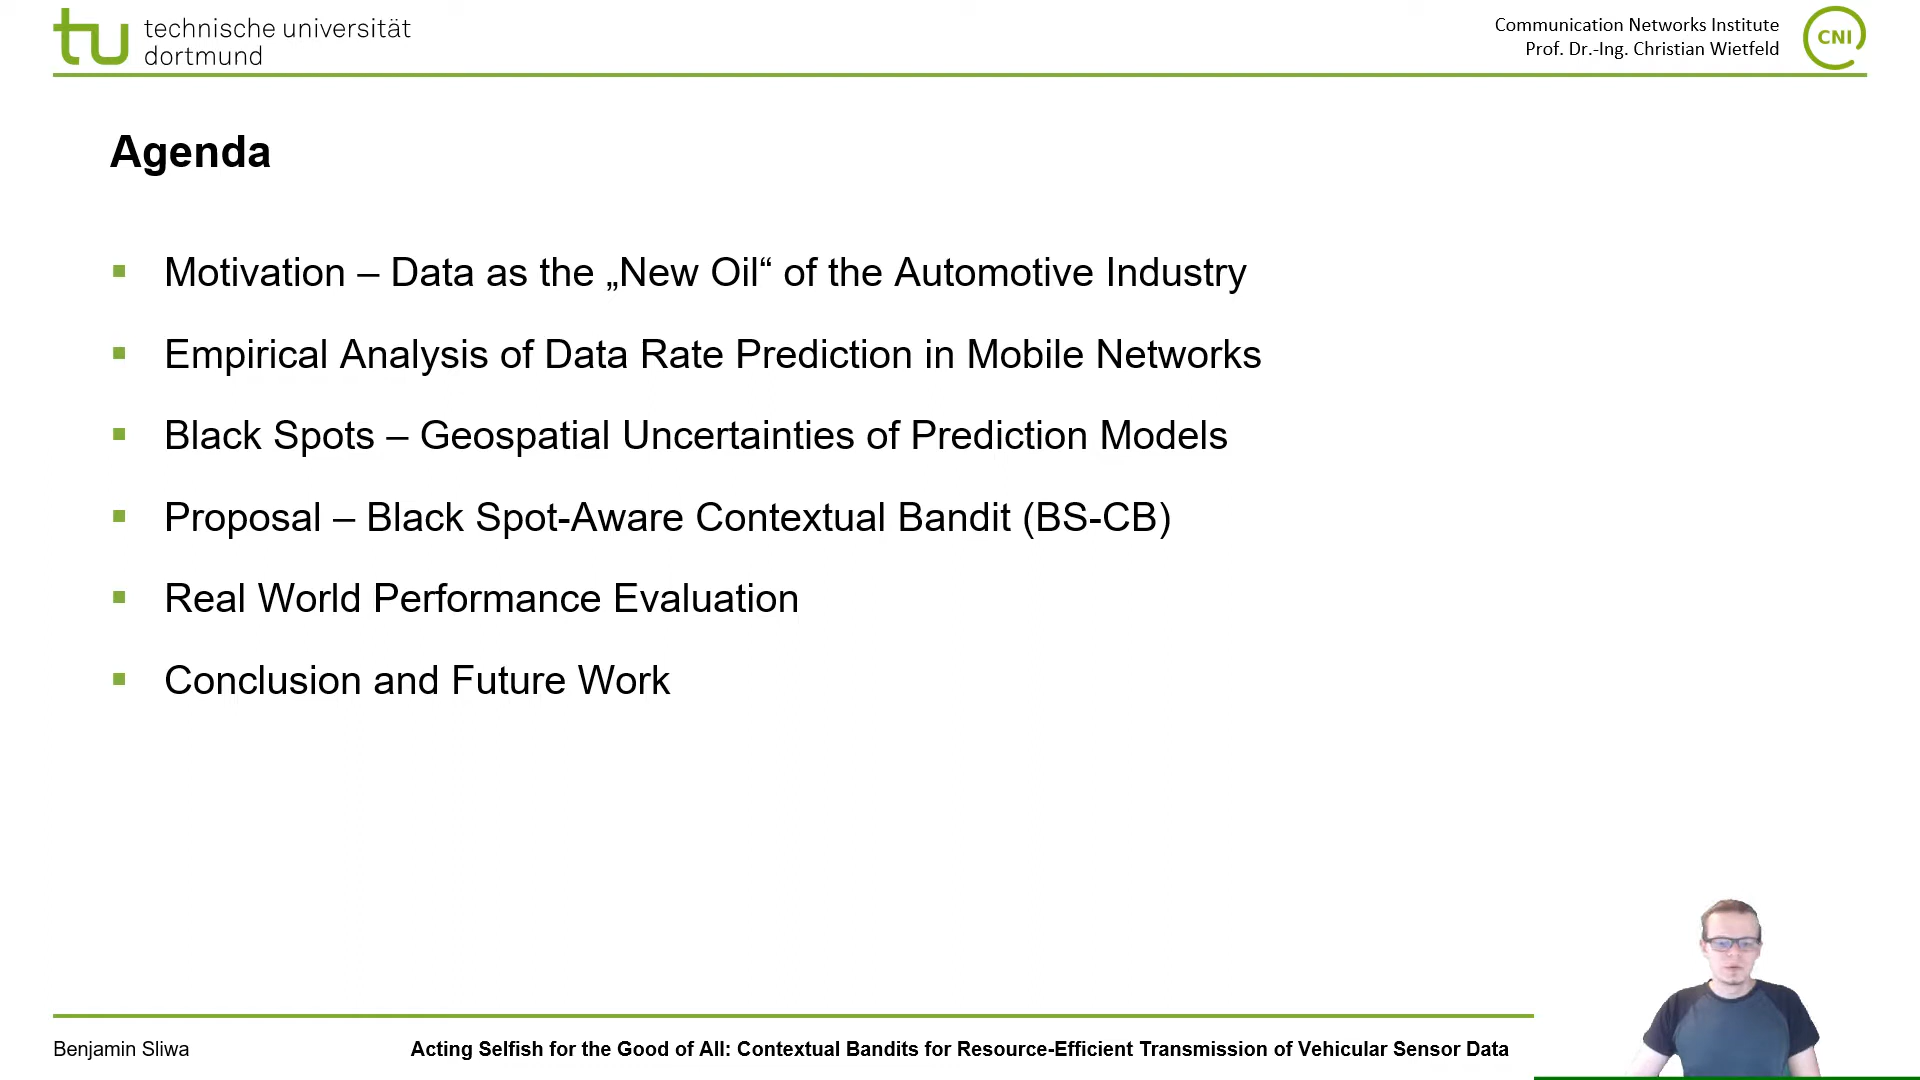 technische universität
dortmund
Communication Networks Institute
Prof. Dr.-Ing. Christian Wietfeld
CNI
Agenda
Motivation – Data as the „New Oil“ of the Automotive Industry
Empirical Analysis of Data Rate Prediction in Mobile Networks
Black Spots – Geospatial Uncertainties of Prediction Models
Proposal – Black Spot-Aware Contextual Bandit (BS-CB)
Real World Performance Evaluation
Conclusion and Future Work
Benjamin Sliwa
Acting Selfish for the Good of All: Contextual Bandits for Resource-Efficient Transmission of Vehicular Sensor Data